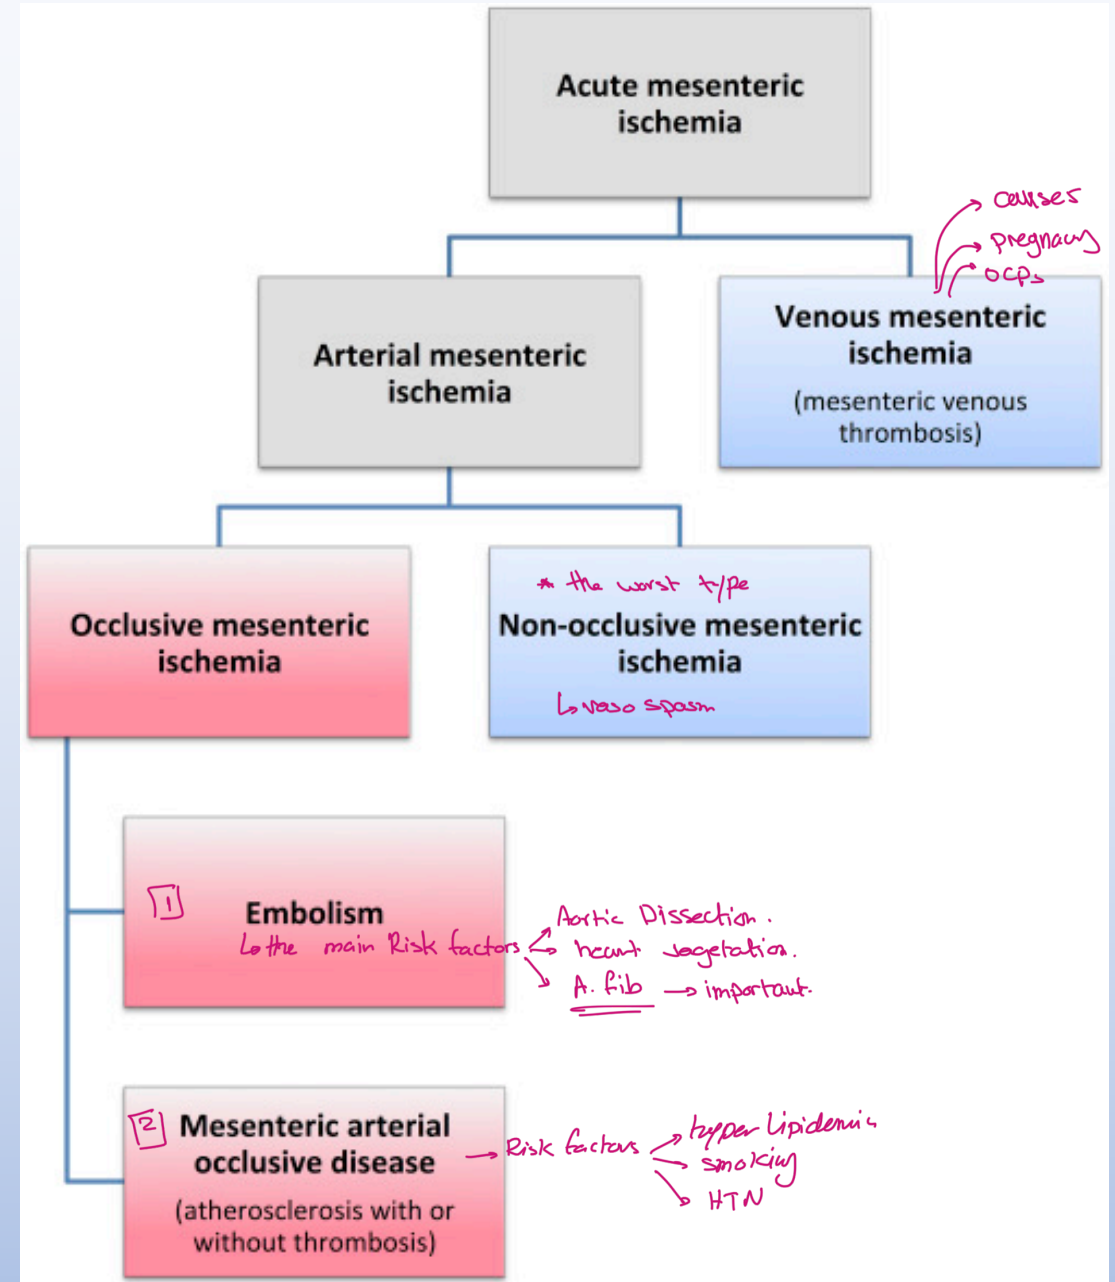 Acute mesenteric
ischemia
causes
pregnacy
OCPs
Arterial mesenteric
ischemia
Venous mesenteric
ischemia
(mesenteric venous
thrombosis)
* the worst type
Occlusive mesenteric
ischemia
Non-occlusive mesenteric
ischemia
↳ vaso spasm
1
Embolism
↳ the main Risk factors
Aortic Dissection.
heart vegetation.
A. fib → important.
2
Mesenteric arterial
occlusive disease
(atherosclerosis with or
without thrombosis)
→ Risk factors
hyper Lipidemia
smoking
HTN